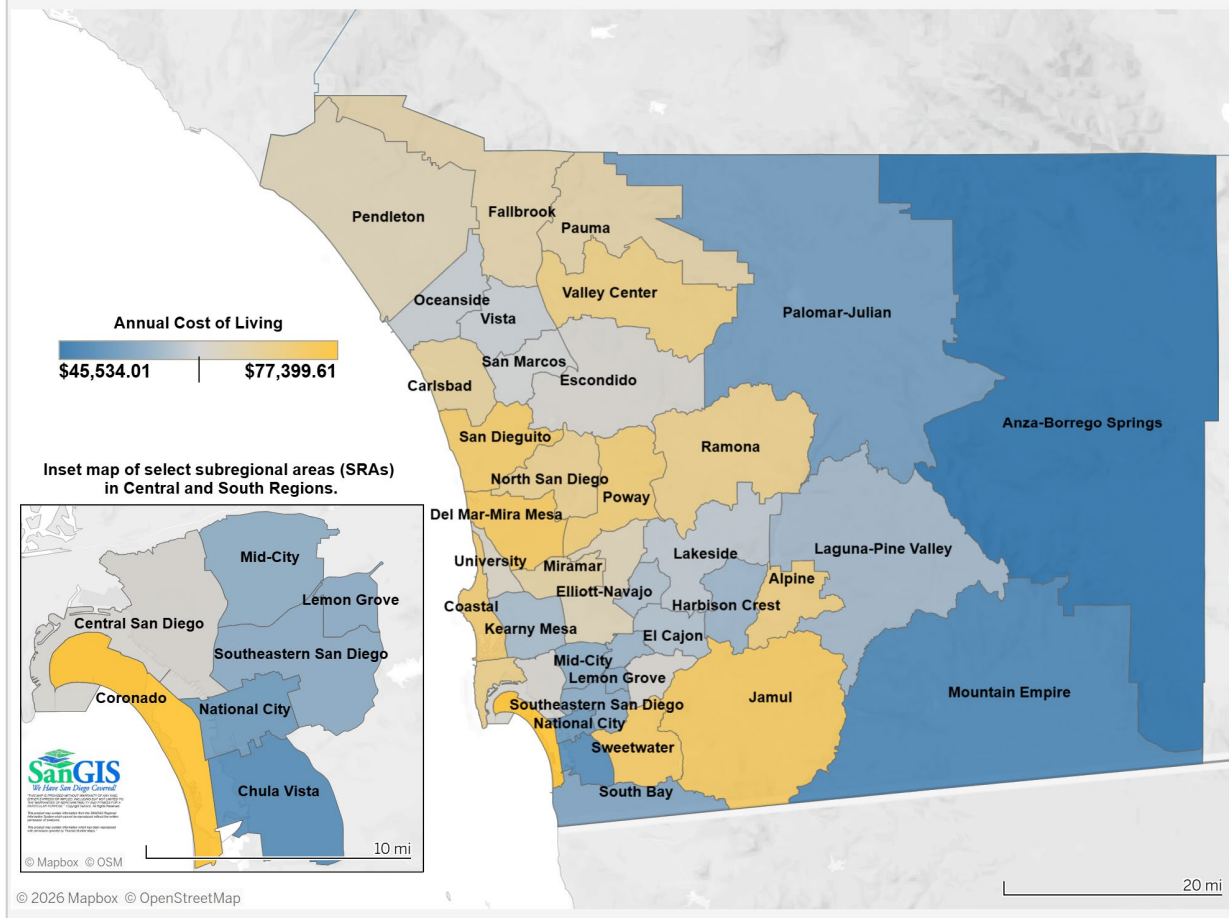 Pendleton
Fallbrook
Pauma
Oceanside
Vista
Valley Center
Palomar-Julian
San Marcos
Escondido
Carlsbad
Anza-Borrego Springs
San Dieguito
Ramona
North San Diego
Poway
Del Mar-Mira Mesa
University
Miramar
Lakeside
Laguna-Pine Valley
Elliott-Navajo
Alpine
Coastal
Harbison Crest
Kearny Mesa
El Cajon
Mid-City
Lemon Grove
Southeastern San Diego
National City
Jamul
Mountain Empire
Sweetwater
South Bay
Annual Cost of Living
$45,534.01 $77,399.61
Inset map of select subregional areas (SRAs)
in Central and South Regions.
Mid-City
Lemon Grove
Central San Diego
Southeastern San Diego
Coronado
National City
Chula Vista
SanGIS
We Have San Diego Covered!
10 mi
© Mapbox © OSM
© 2026 Mapbox © OpenStreetMap
20 mi